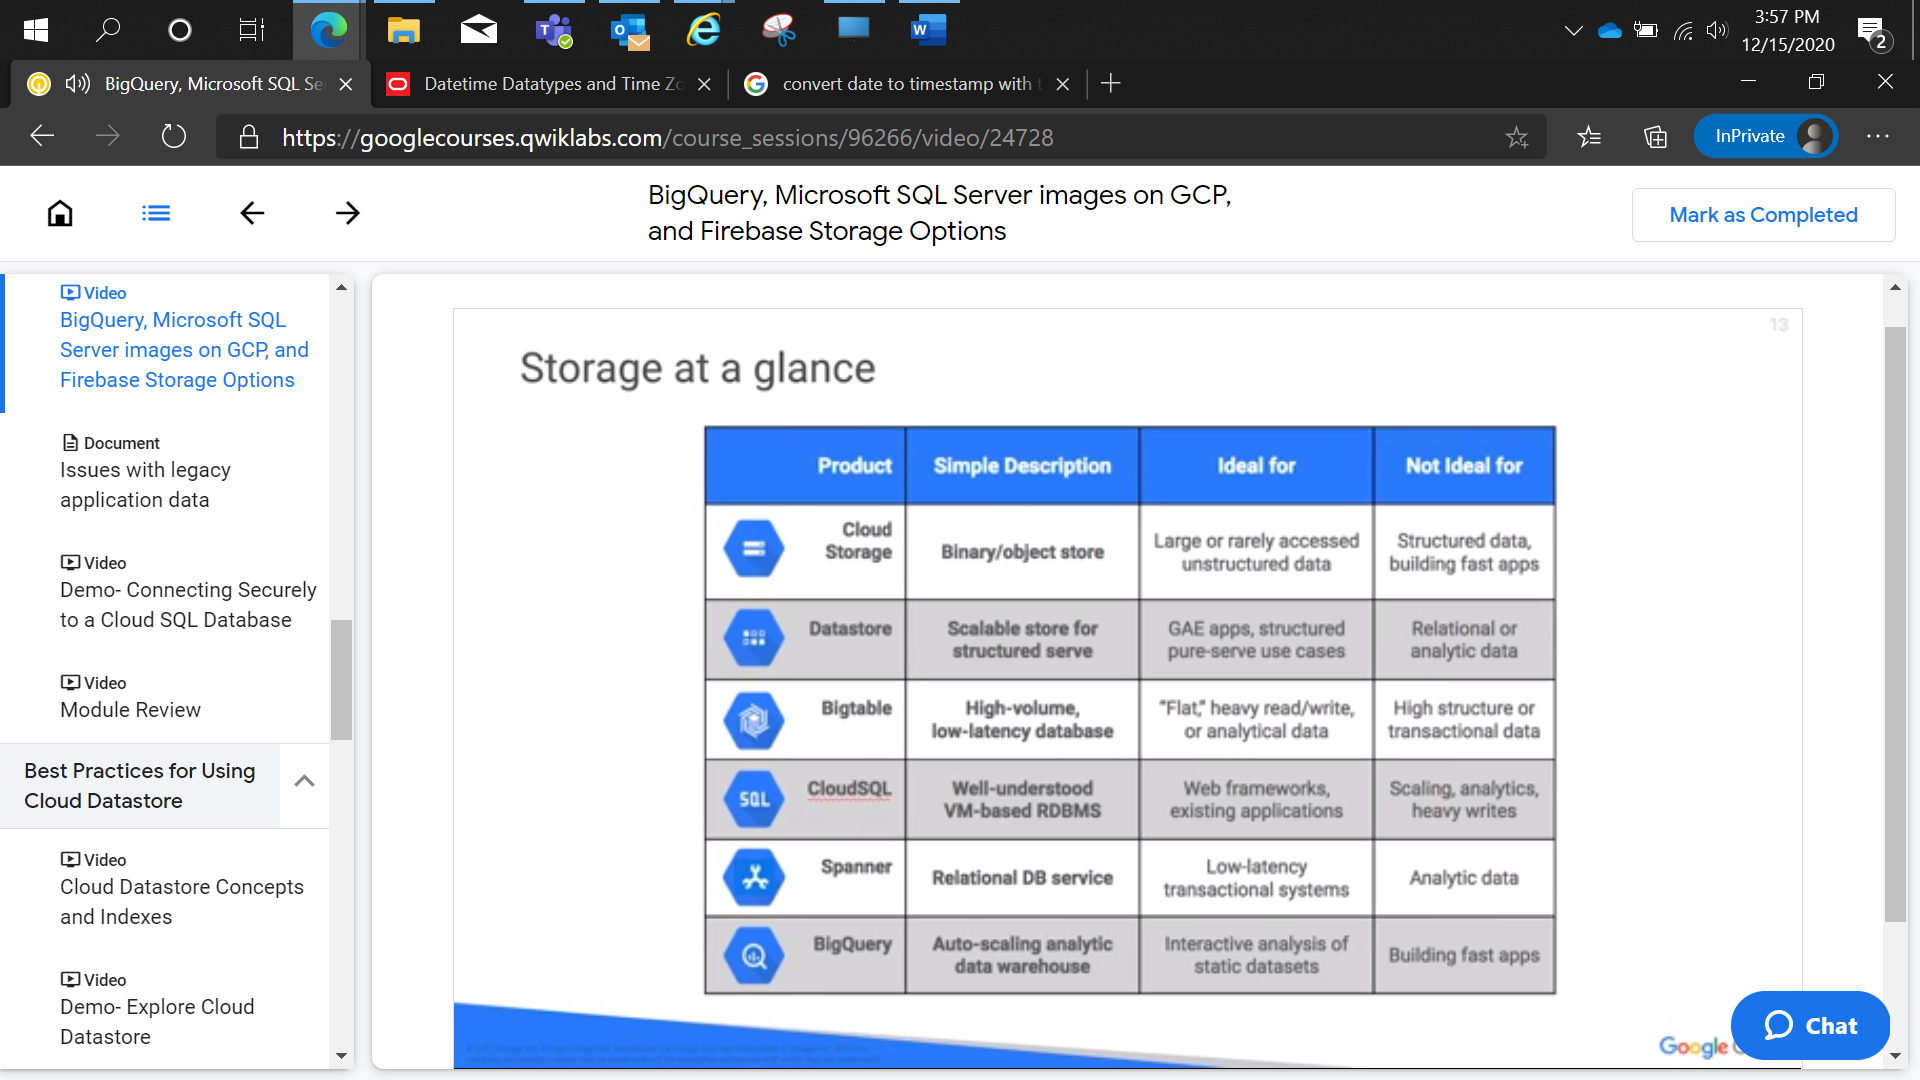 3:57 PM
12/15/2020
2
BigQuery, Microsoft SQL Se
Datetime Datatypes and Time Zo
convert date to timestamp with t
https://googlecourses.qwiklabs.com/course_sessions/96266/video/24728
InPrivate
BigQuery, Microsoft SQL Server images on GCP,
and Firebase Storage Options
Mark as Completed
Video
BigQuery, Microsoft SQL
Server images on GCP, and
Firebase Storage Options
Document
Issues with legacy
application data
Video
Demo- Connecting Securely
to a Cloud SQL Database
Video
Module Review
Best Practices for Using
Cloud Datastore
Video
Cloud Datastore Concepts
and Indexes
Video
Demo- Explore Cloud
Datastore
13
Storage at a glance
Product
Simple Description
Ideal for
Not Ideal for
Cloud
Storage
Binary/object store
Large or rarely accessed
unstructured data
Structured data,
building fast apps
Datastore
Scalable store for
structured serve
GAE apps, structured
pure-serve use cases
Relational or
analytic data
Bigtable
High-volume,
low-latency database
“Flat,” heavy read/write,
or analytical data
High structure or
transactional data
SQL
CloudSQL
Well-understood
VM-based RDBMS
Web frameworks,
existing applications
Scaling, analytics,
heavy writes
Spanner
Relational DB service
Low-latency
transactional systems
Analytic data
BigQuery
Auto-scaling analytic
data warehouse
Interactive analysis of
static datasets
Building fast apps
Google
Chat